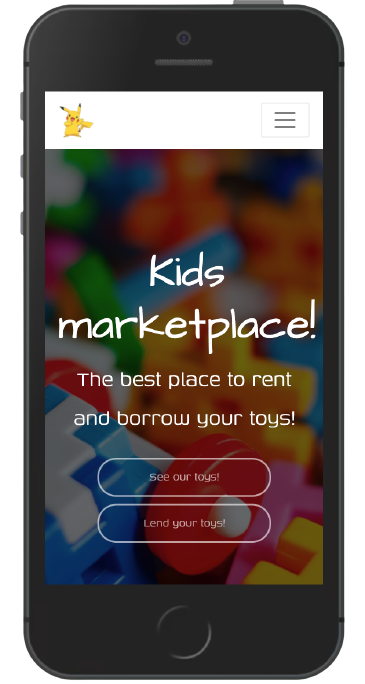 Kids
marketplace!
The best place to rent
and borrow your toys!
See our toys!
Lend your toys!